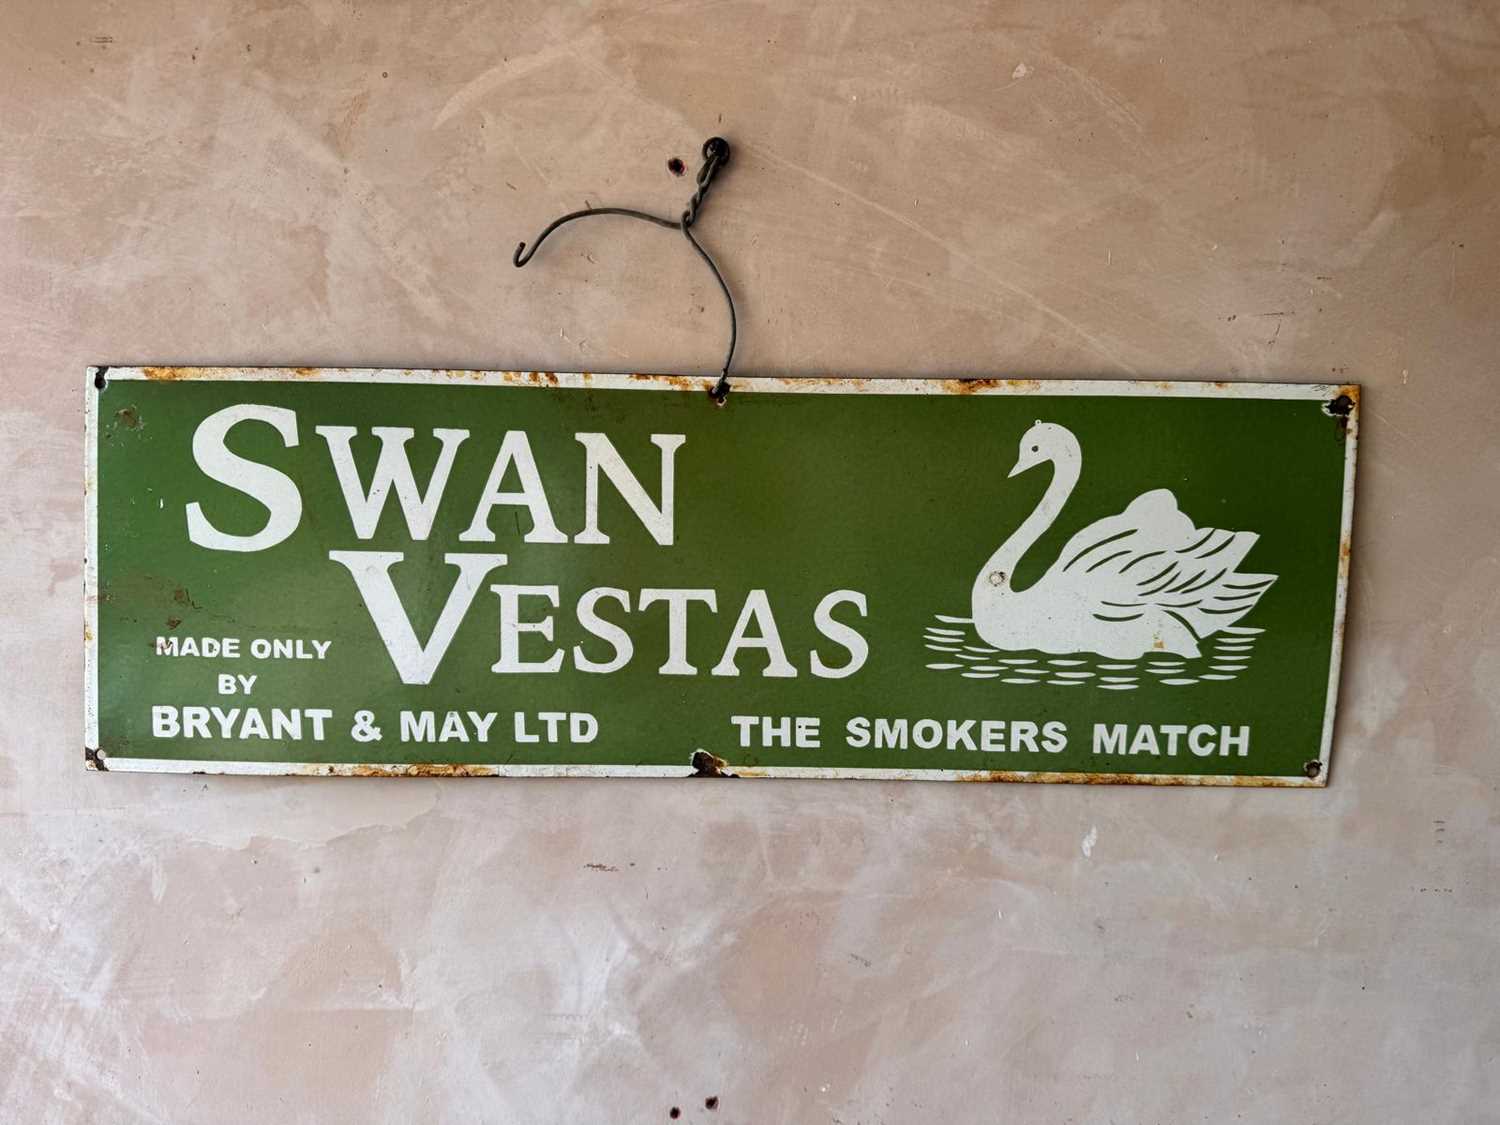 SWAN
VESTAS
MADE ONLY
BY
BRYANT & MAY LTD
THE SMOKERS MATCH